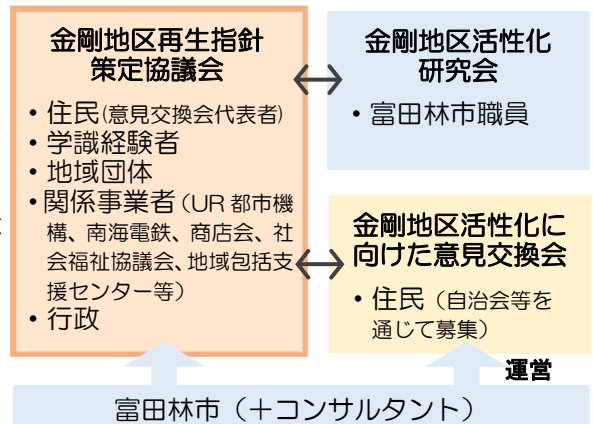 金剛地区再生指針
策定協議会
・住民(意見交換会代表者)
・学識経験者
・地域団体
・関係事業者（UR 都市機
構、南海電鉄、商店会、社
会福祉協議会、地域包括支
援センター等）
・行政
金剛地区活性化
研究会
・富田林市職員
金剛地区活性化に
向けた意見交換会
・住民（自治会等を
通じて募集）
運営
富田林市（＋コンサルタント）